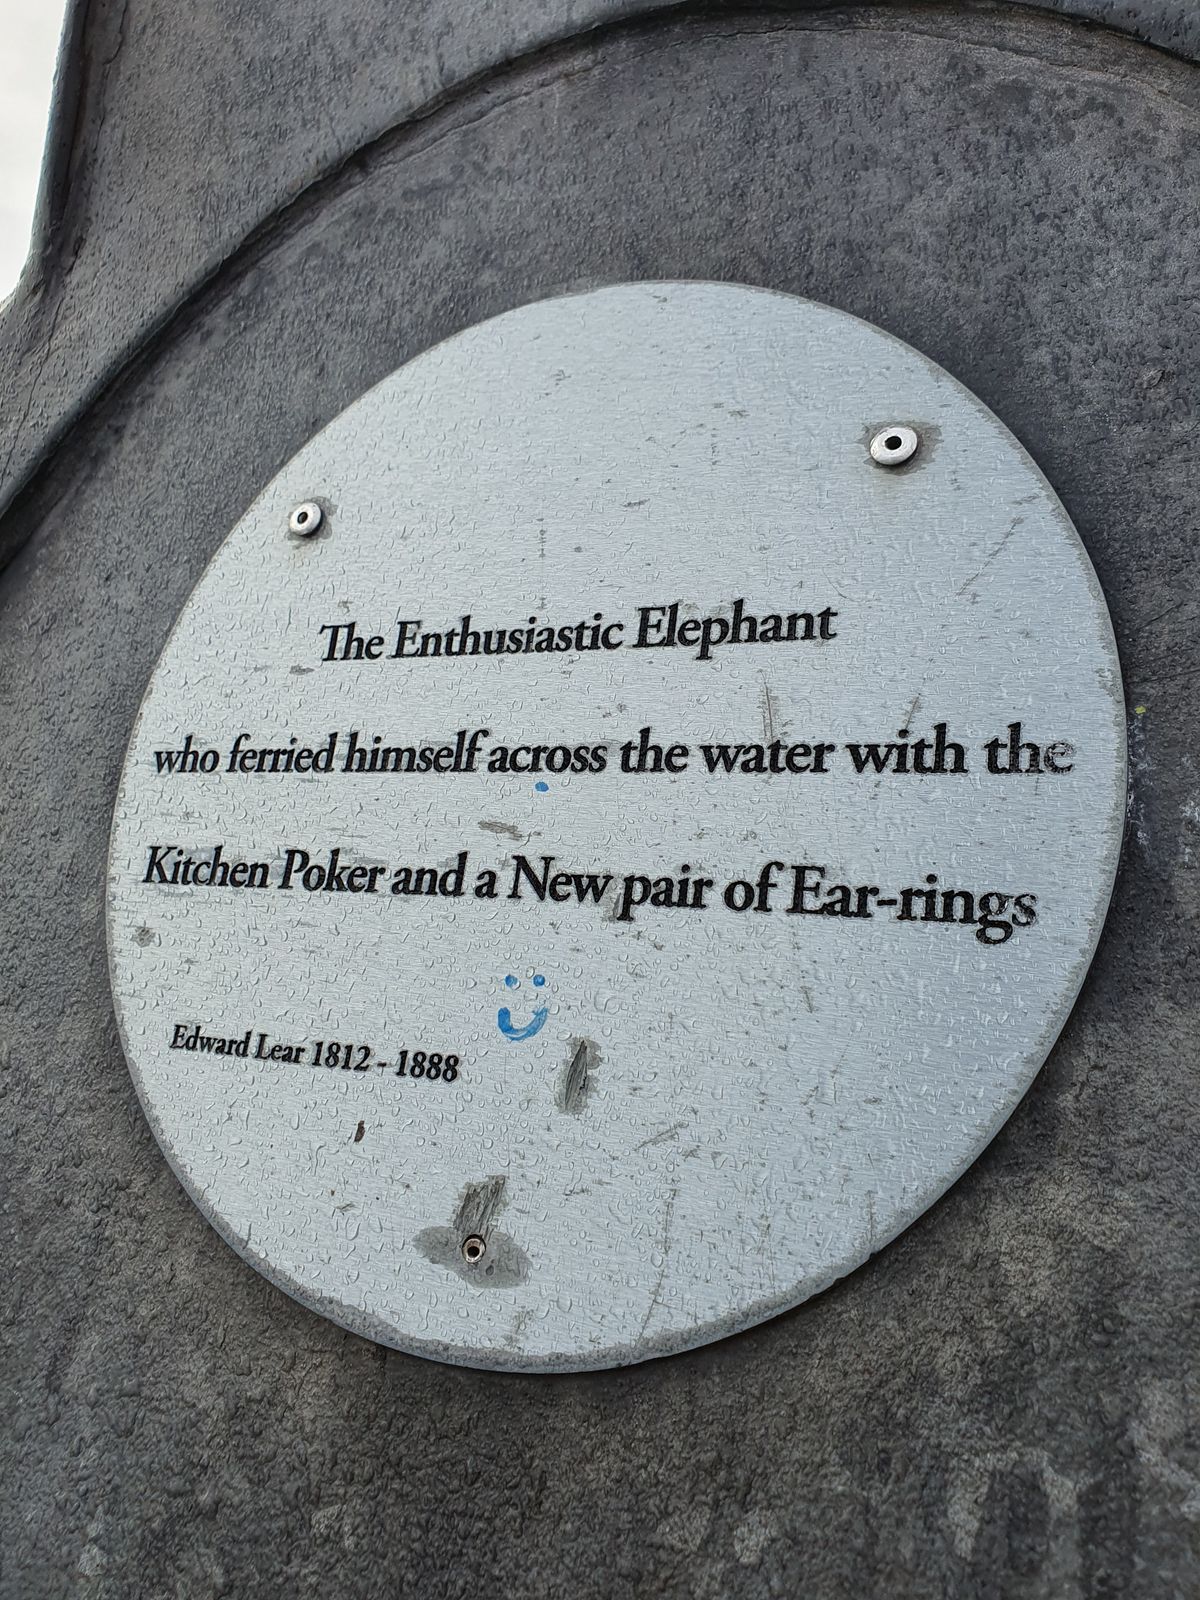 The Enthusiastic Elephant
who ferried himself across the water with the
Kitchen Poker and a New pair of Ear-rings
Edward Lear 1812 - 1888